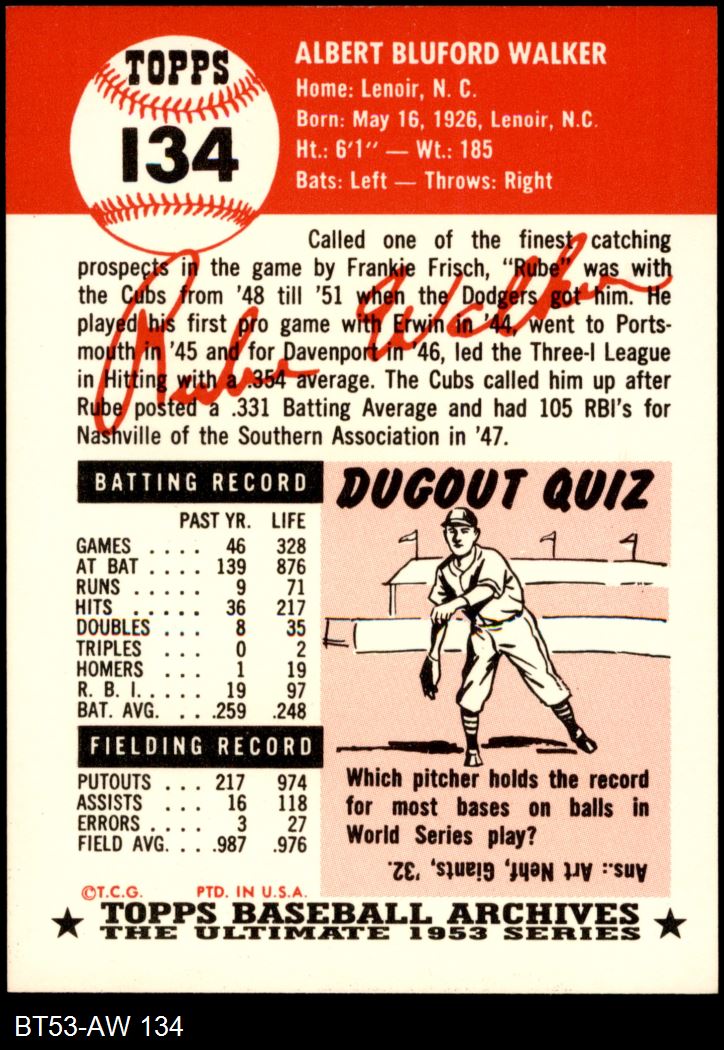 TOPPS
134
ALBERT BLUFORD WALKER
Home: Lenoir, N. C.
Born: May 16, 1926, Lenoir, N.C.
Ht.: 6'1" — Wt.: 185
Bats: Left — Throws: Right
Called one of the finest catching
prospects in the game by Frankie Frisch, "Rube" was with
the Cubs from '48 till '51 when the Dodgers got him. He
played his first pro game with Erwin in '44, went to Ports-
mouth in '45 and for Davenport in '46, led the Three-I League
in Hitting with a .354 average. The Cubs called him up after
Rube posted a .331 Batting Average and had 105 RBI's for
Nashville of the Southern Association in '47.
Rube Walker
BATTING RECORD
PAST YR. LIFE
GAMES .... 46 328
AT BAT .... 139 876
RUNS ..... 9 71
HITS ..... 36 217
DOUBLES ... 8 35
TRIPLES ... 0 2
HOMERS ... 1 19
R. B. I. .... 19 97
BAT. AVG. ... .259 .248
FIELDING RECORD
PUTOUTS ... 217 974
ASSISTS ... 16 118
ERRORS .... 3 27
FIELD AVG. ... .987 .976
DUGOUT QUIZ
Which pitcher holds the record
for most bases on balls in
World Series play?
Ans.: Art Nehf, Giants, '32.
©T.C.G. PTD. IN U.S.A.
TOPPS BASEBALL ARCHIVES
THE ULTIMATE 1953 SERIES
BT53-AW 134